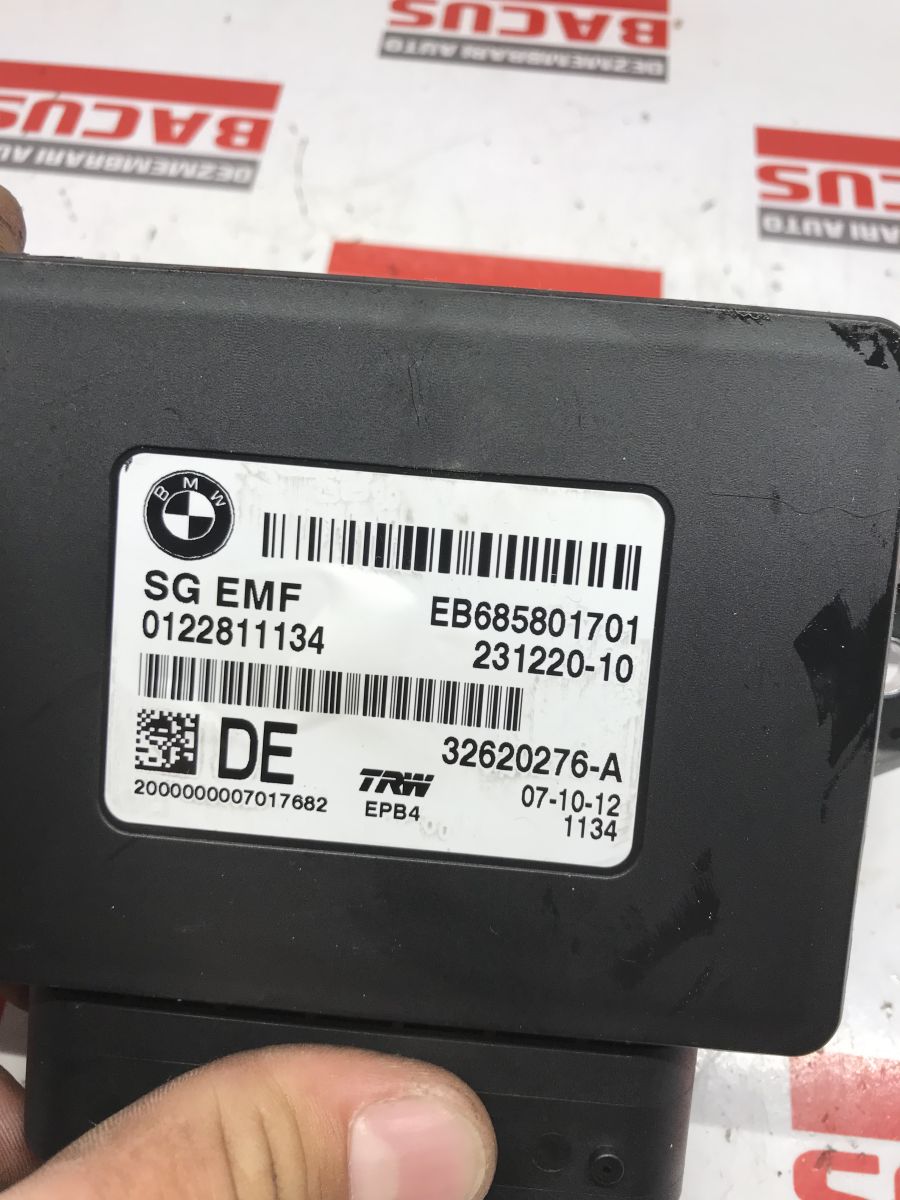 BACUS
DEZMEMBRARI AUTO
BACUS
DEZMEMBRARI AUTO
BACUS
DEZMEMBRARI AUTO
BMW
SG EMF
0122811134
EB685801701
231220-10
DE
2000000007017682
TRW
EPB4
32620276-A
07-10-12
1134